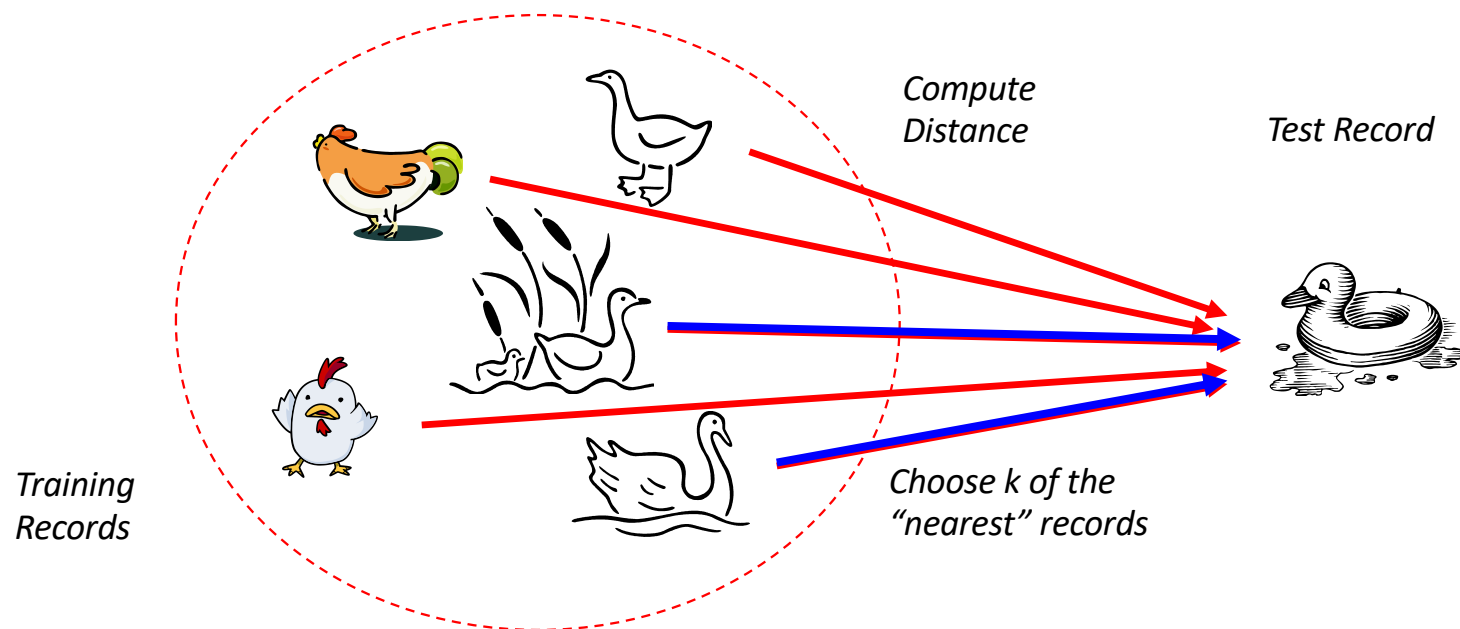 Compute
Distance
Test Record
Training
Records
Choose k of the
“nearest” records